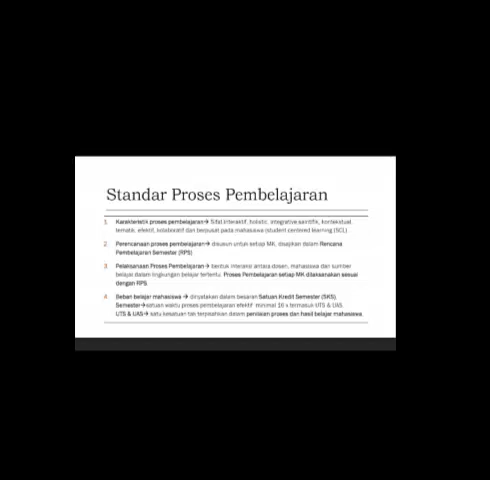 Standar Proses Pembelajaran
1. Karakteristik proses pembelajaran→ Sifat interaktif, holistic, integrative saintifik, kontekstual,
tematik, efektif, kolaboratif dan berpusat pada mahasiswa (student centered learning (SCL).
2. Perencanaan proses pembelajaran→ disusun untuk setiap MK, disajikan dalam Rencana
Pembelajaran Semester (RPS)
3. Pelaksanaan Proses Pembelajaran→ bentuk interaksi antara dosen, mahasiswa dan sumber
belajar dalam lingkungan belajar tertentu. Proses Pembelajaran setiap MK dilaksanakan sesuai
dengan RPS.
4. Beban belajar mahasiswa → dinyatakan dalam besaran Satuan Kredit Semester (SKS).
Semester→satuan waktu proses pembelajaran efektif minimal 16 x termasuk UTS & UAS.
UTS & UAS→ satu kesatuan tak terpisahkan dalam penilaian proses dan hasil belajar mahasiswa.